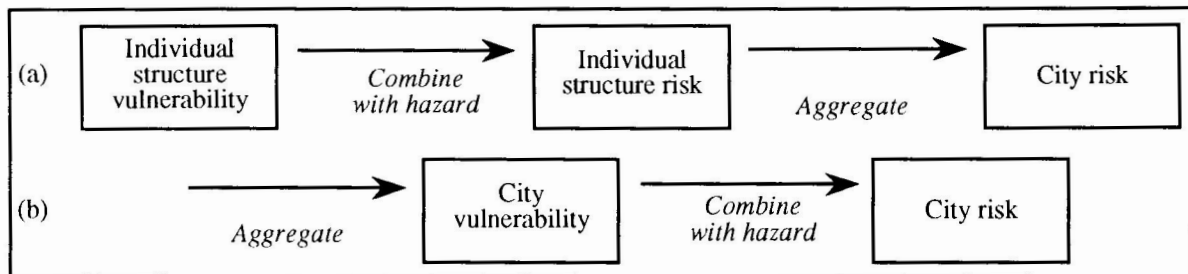 (a)
Individual
structure
vulnerability
Combine
with hazard
Individual
structure risk
Aggregate
City risk
(b)
Aggregate
City
vulnerability
Combine
with hazard
City risk